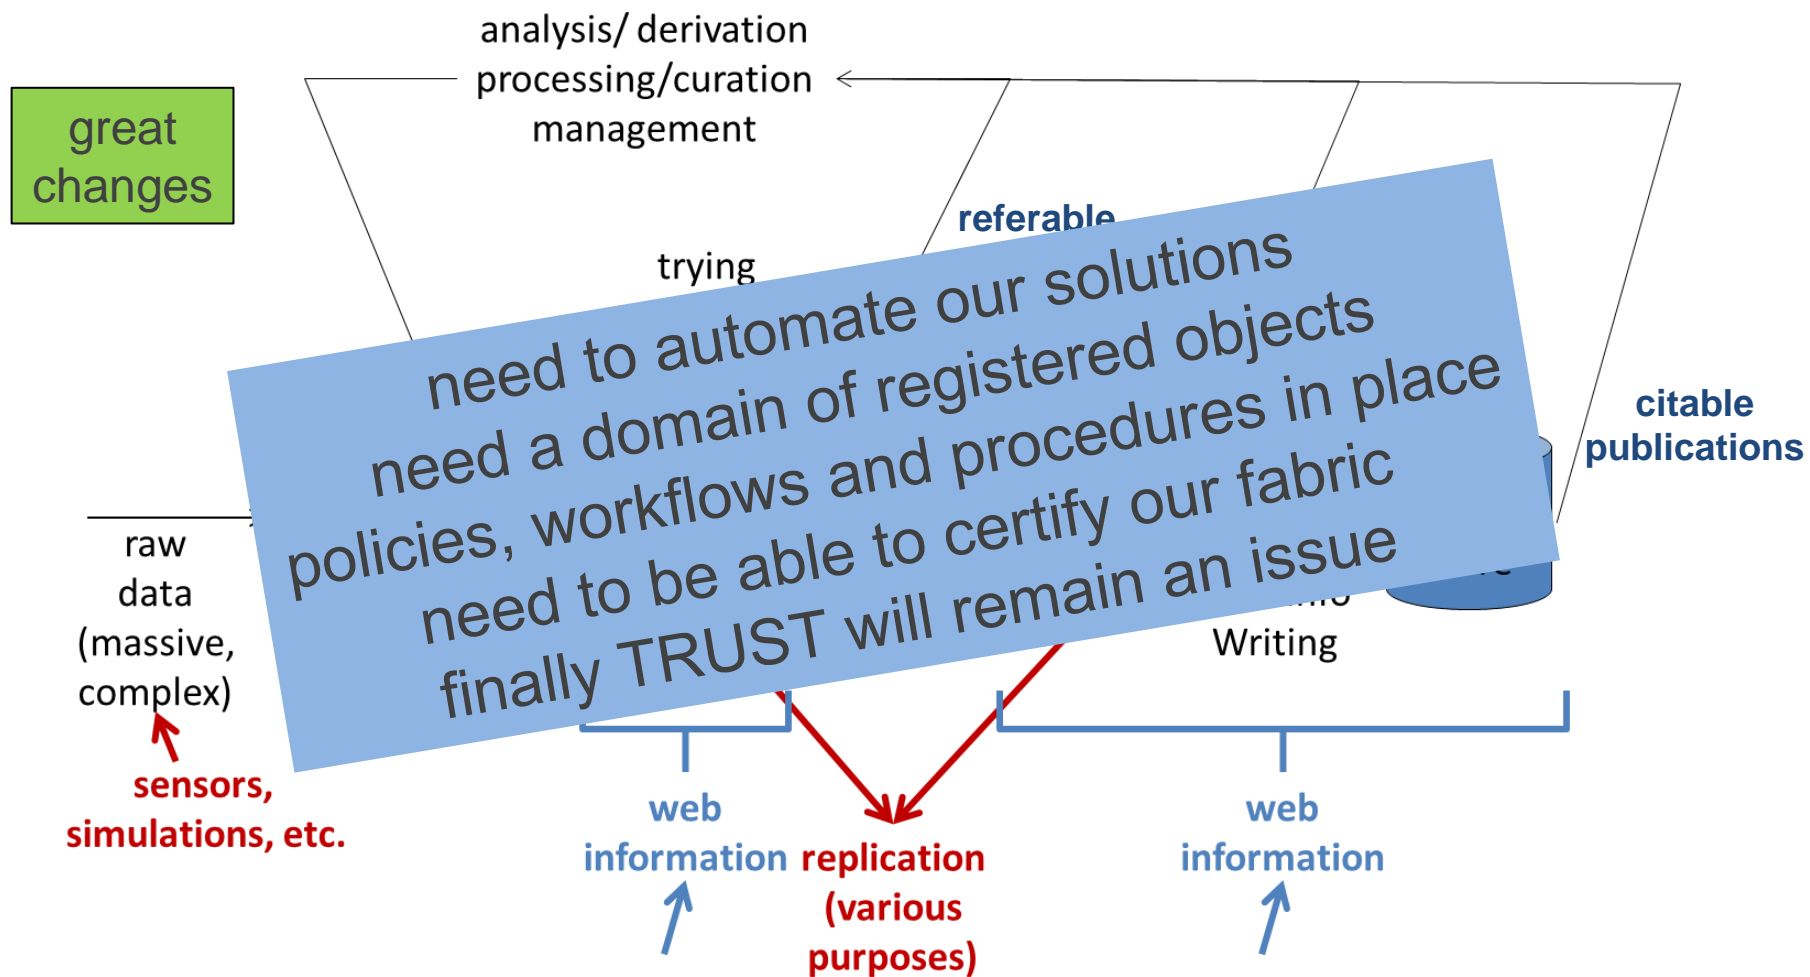 analysis/ derivation
processing/curation
management
great
changes
referable
trying
need to automate our solutions
need a domain of registered objects
policies, workflows and procedures in place
need to be able to certify our fabric
finally TRUST will remain an issue
citable
publications
raw
data
(massive,
complex)
Writing
sensors,
simulations, etc.
web
information
replication
(various
purposes)
web
information